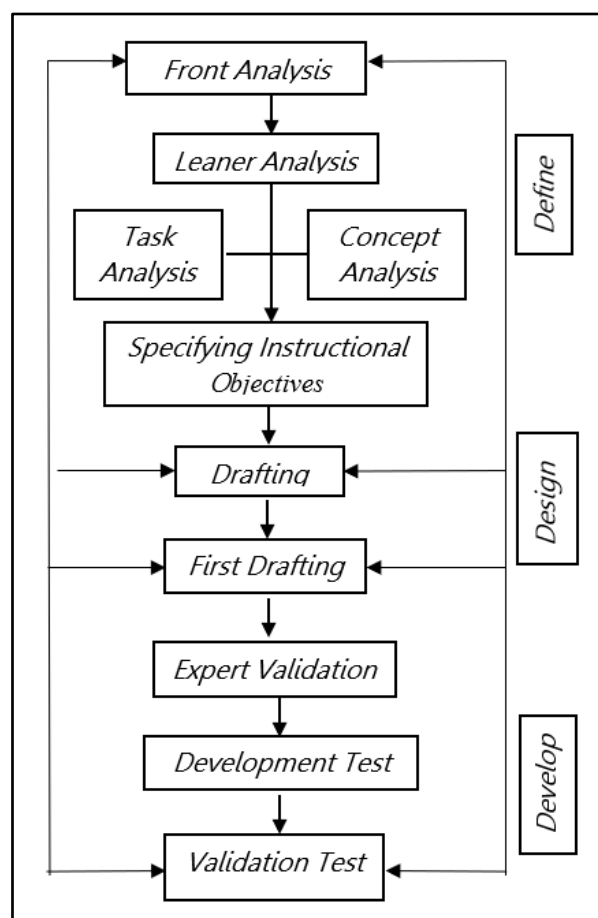 Front Analysis
Leaner Analysis
Define
Task
Analysis
Concept
Analysis
Specifying Instructional
Objectives
Drafting
Design
First Drafting
Expert Validation
Development Test
Develop
Validation Test